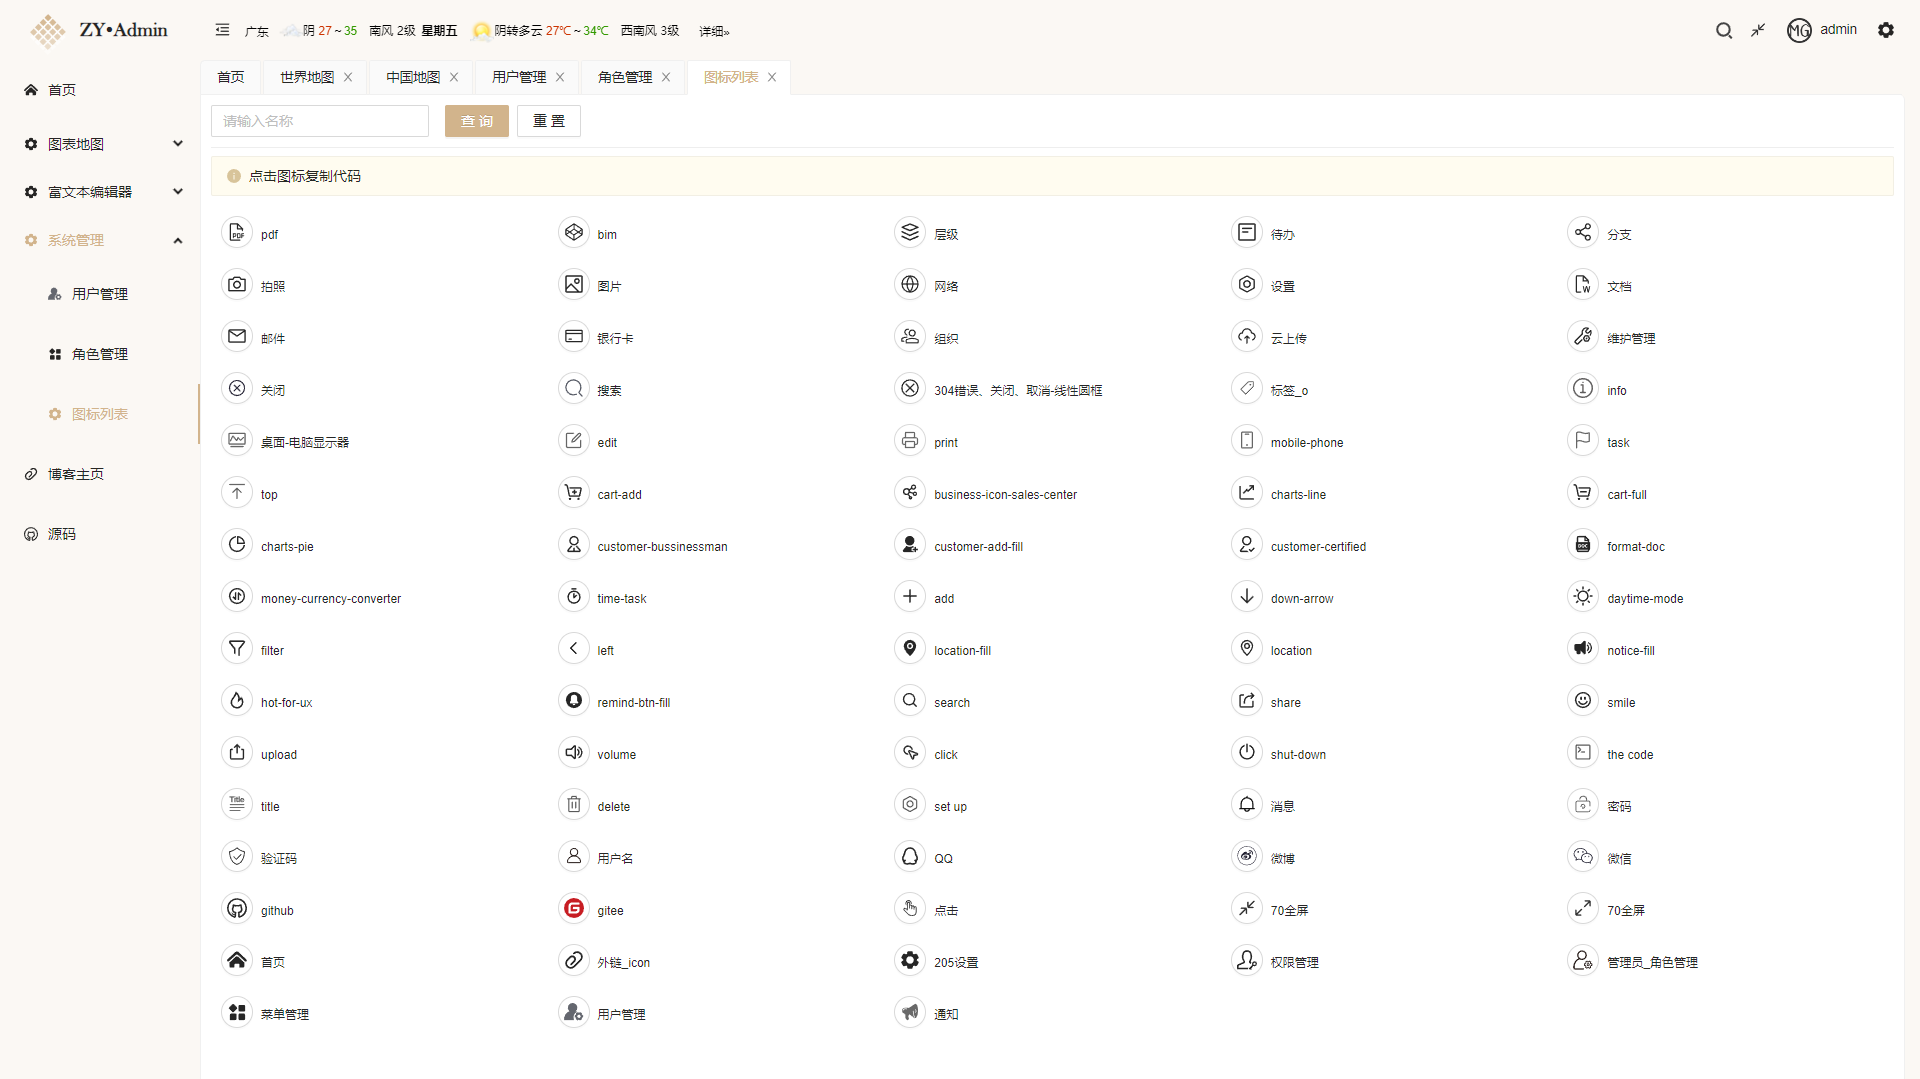 ZY•Admin
广东 阴 27 ~ 35 南风 2级 星期五 阴转多云 27℃ ~ 34℃ 西南风 3级 详细»
MG admin
首页
图表地图
富文本编辑器
系统管理
用户管理
角色管理
图标列表
博客主页
源码
首页 世界地图 中国地图 用户管理 角色管理 图标列表
请输入名称 查 询 重 置
点击图标复制代码
pdf bim 层级 待办 分支
拍照 图片 网络 设置 文档
邮件 银行卡 组织 云上传 维护管理
关闭 搜索 304错误、关闭、取消-线性圆框 标签_o info
桌面-电脑显示器 edit print mobile-phone task
top cart-add business-icon-sales-center charts-line cart-full
charts-pie customer-bussinessman customer-add-fill customer-certified format-doc
money-currency-converter time-task add down-arrow daytime-mode
filter left location-fill location notice-fill
hot-for-ux remind-btn-fill search share smile
upload volume click shut-down the code
title delete set up 消息 密码
验证码 用户名 QQ 微博 微信
github gitee 点击 70全屏 70全屏
首页 外链_icon 205设置 权限管理 管理员_角色管理
菜单管理 用户管理 通知